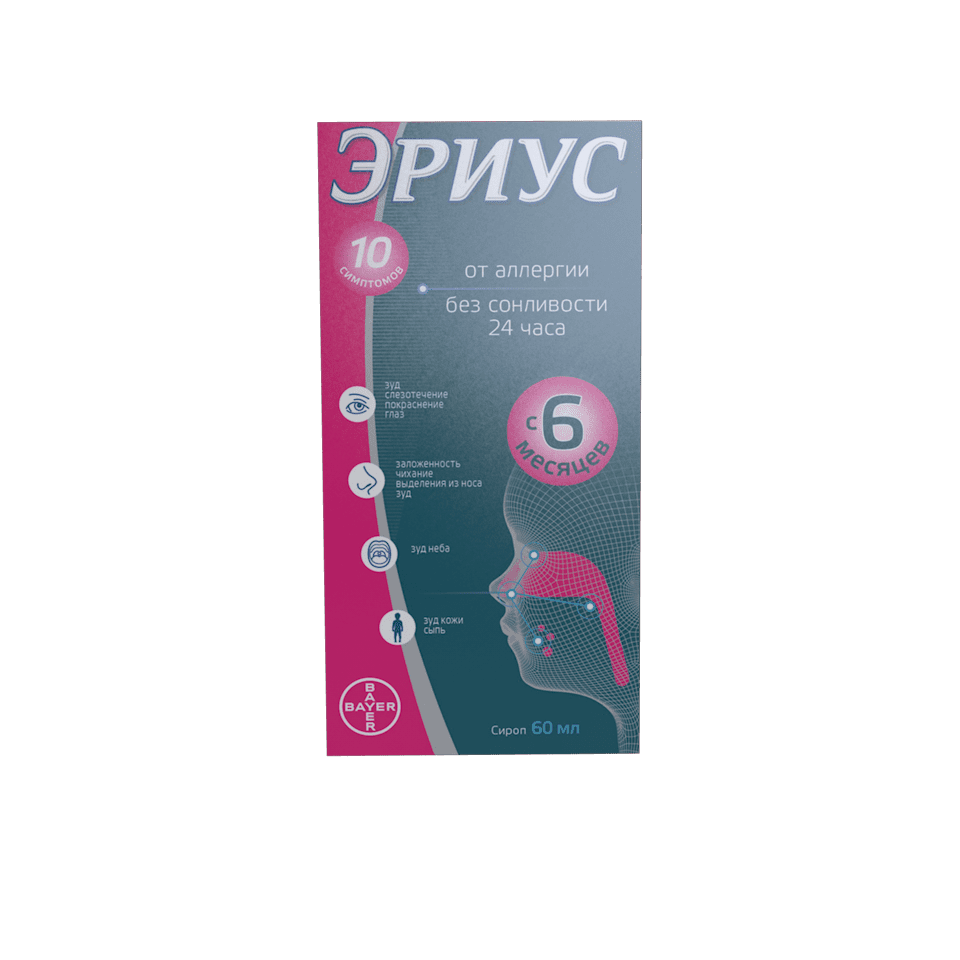 ЭРИУС
10
СИМПТОМОВ
от аллергии
без сонливости
24 часа
зуд
слезотечение
покраснение
глаз
с 6
месяцев
заложенность
чихание
выделения из носа
зуд
зуд неба
зуд кожи
сыпь
BAYER
BAYER
Сироп 60 мл